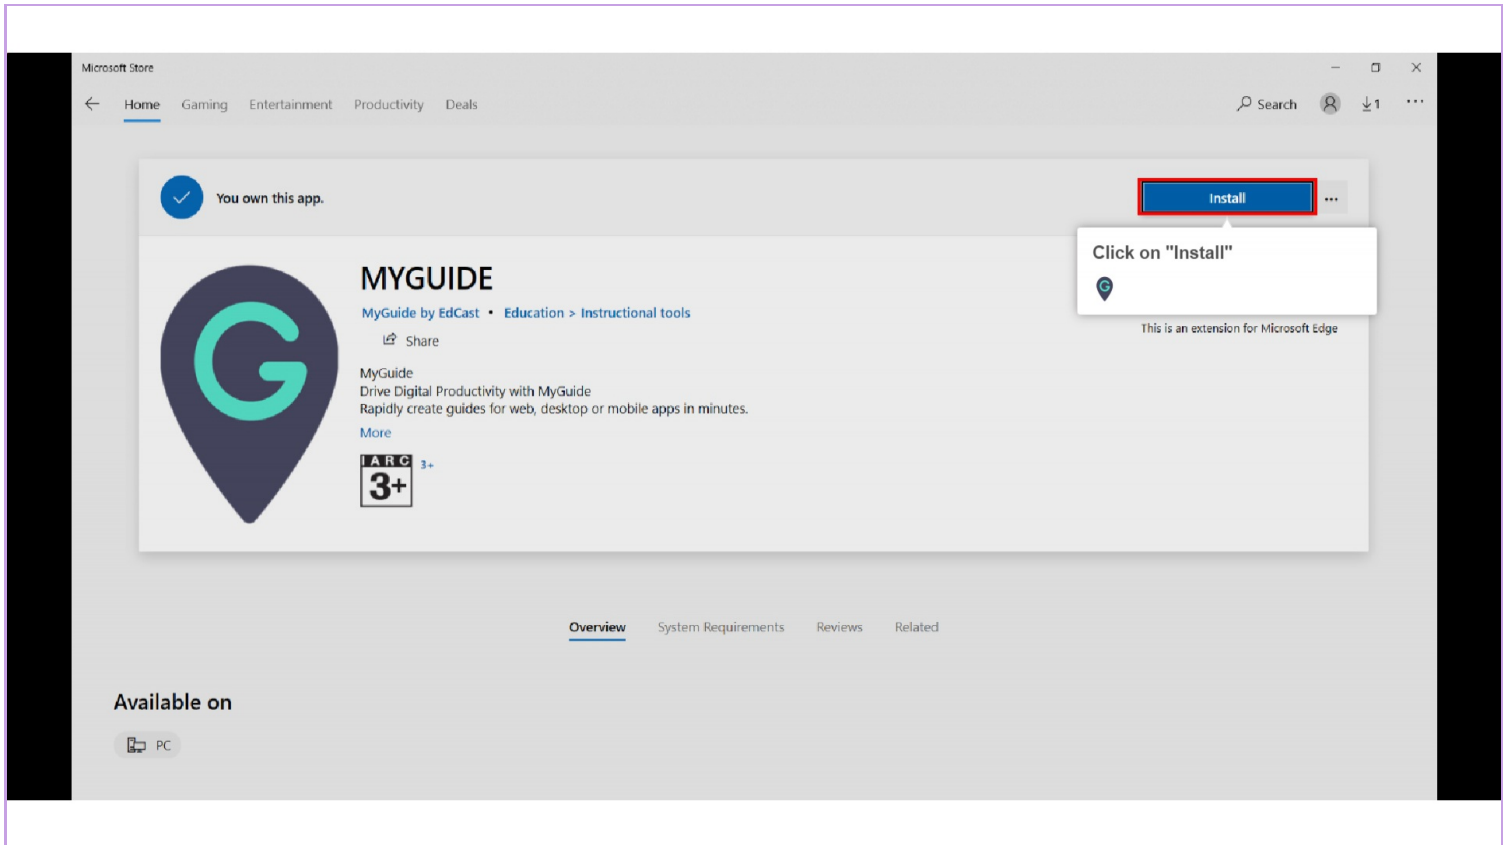 Microsoft Store
Home Gaming Entertainment Productivity Deals Search 1
You own this app. Install
Click on "Install"
G
This is an extension for Microsoft Edge
G
MYGUIDE
MyGuide by EdCast • Education > Instructional tools
Share
MyGuide
Drive Digital Productivity with MyGuide
Rapidly create guides for web, desktop or mobile apps in minutes.
More
IARC 3+
3+
Overview System Requirements Reviews Related
Available on
PC